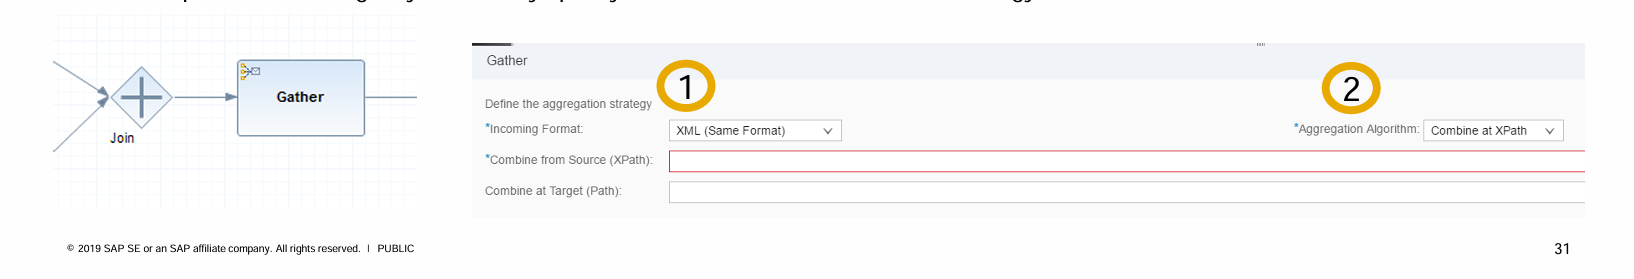 Gather
Join
Gather
1
2
Define the aggregation strategy
*Incoming Format: XML (Same Format) *Aggregation Algorithm: Combine at XPath
*Combine from Source (XPath):
Combine at Target (Path):
© 2019 SAP SE or an SAP affiliate company. All rights reserved. | PUBLIC
31